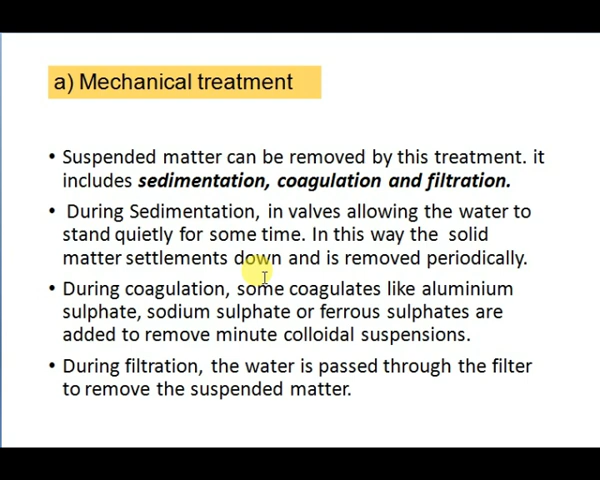 a) Mechanical treatment
• Suspended matter can be removed by this treatment. it
includes sedimentation, coagulation and filtration.
• During Sedimentation, in valves allowing the water to
stand quietly for some time. In this way the solid
matter settlements down and is removed periodically.
• During coagulation, some coagulates like aluminium
sulphate, sodium sulphate or ferrous sulphates are
added to remove minute colloidal suspensions.
• During filtration, the water is passed through the filter
to remove the suspended matter.